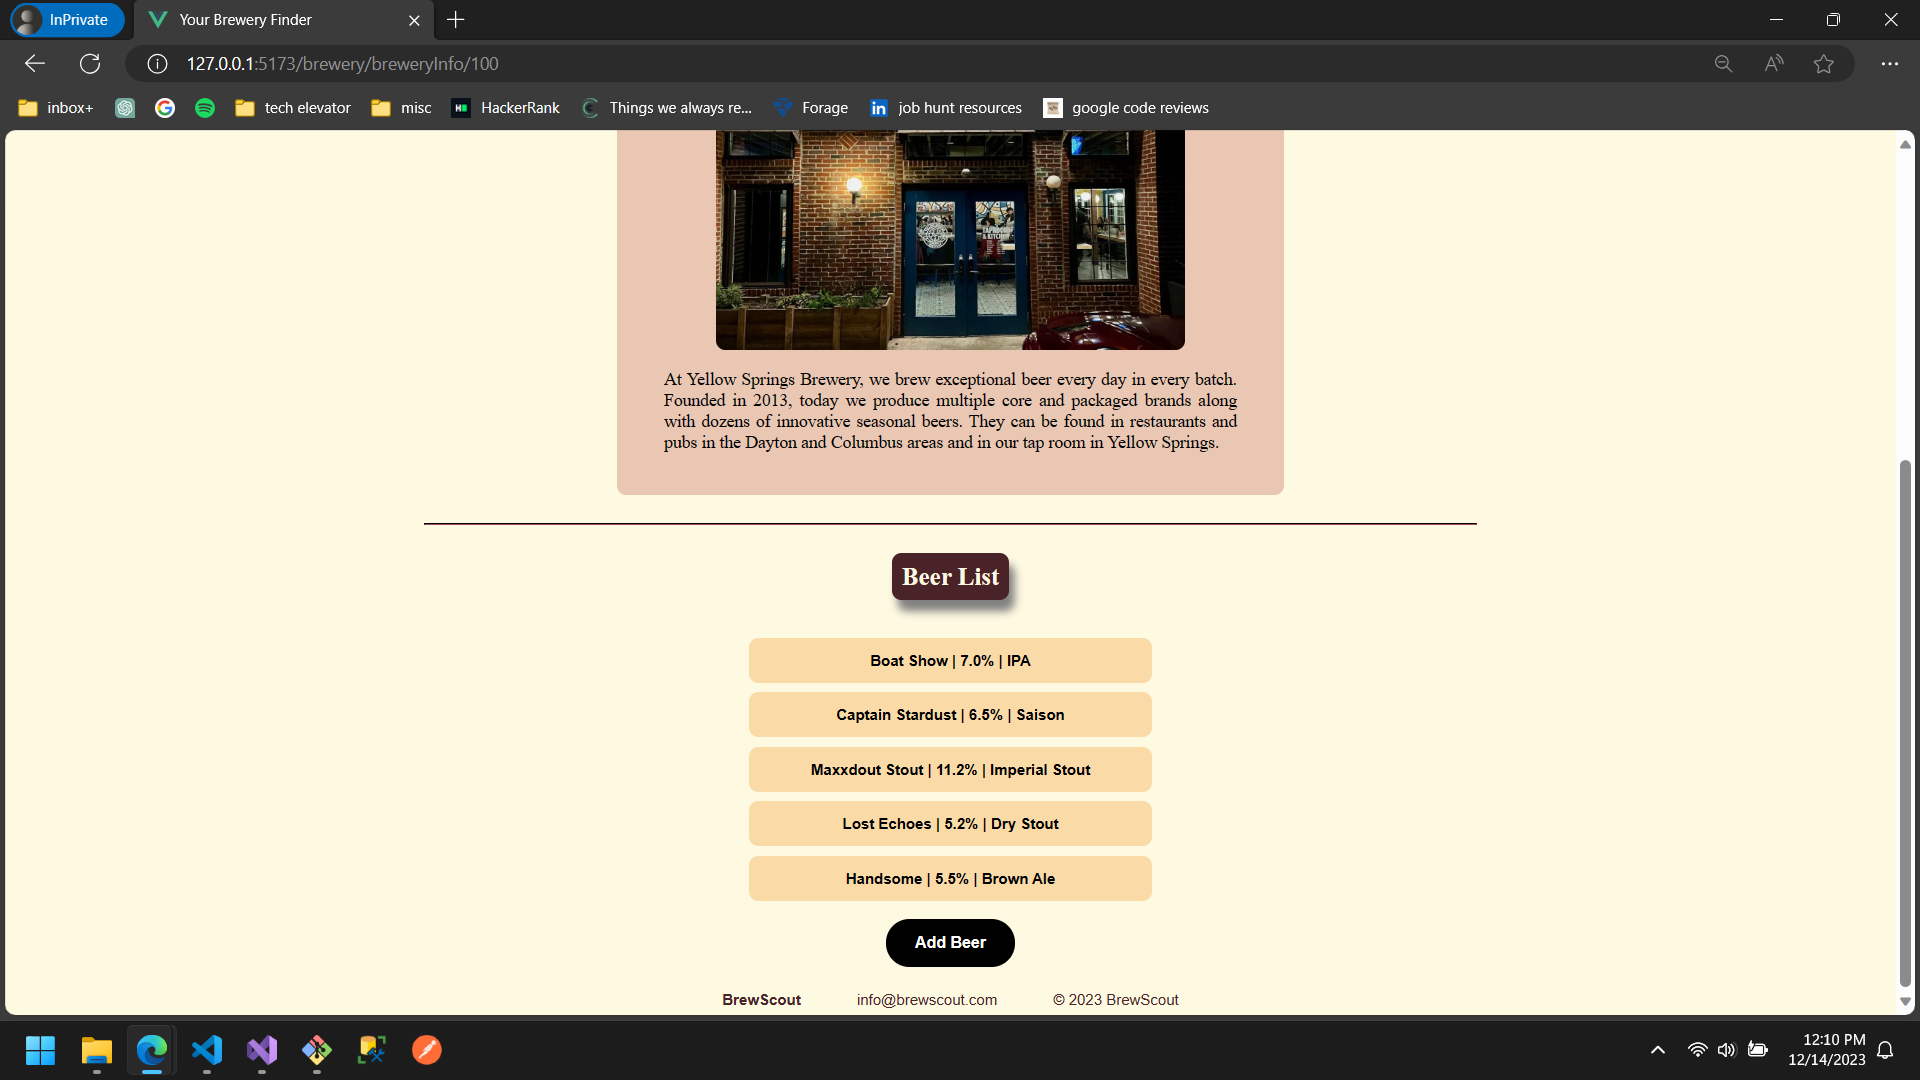 InPrivate
Your Brewery Finder
127.0.0.1:5173/brewery/breweryInfo/100
inbox+
tech elevator
misc
HackerRank
Things we always re...
Forage
job hunt resources
google code reviews
At Yellow Springs Brewery, we brew exceptional beer every day in every batch.
Founded in 2013, today we produce multiple core and packaged brands along
with dozens of innovative seasonal beers. They can be found in restaurants and
pubs in the Dayton and Columbus areas and in our tap room in Yellow Springs.
Beer List
Boat Show | 7.0% | IPA
Captain Stardust | 6.5% | Saison
Maxxdout Stout | 11.2% | Imperial Stout
Lost Echoes | 5.2% | Dry Stout
Handsome | 5.5% | Brown Ale
Add Beer
BrewScout
info@brewscout.com
© 2023 BrewScout
12:10 PM
12/14/2023